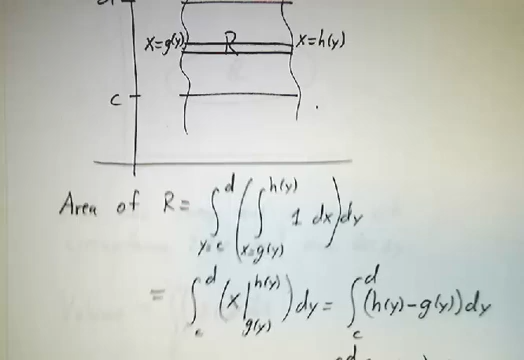 x=g(y) R x=h(y)
c
Area of R = ∫_{y=c}^{d} ( ∫_{x=g(y)}^{h(y)} 1 dx ) dy
= ∫_{c}^{d} ( x |_{g(y)}^{h(y)} ) dy = ∫_{c}^{d} (h(y) - g(y)) dy